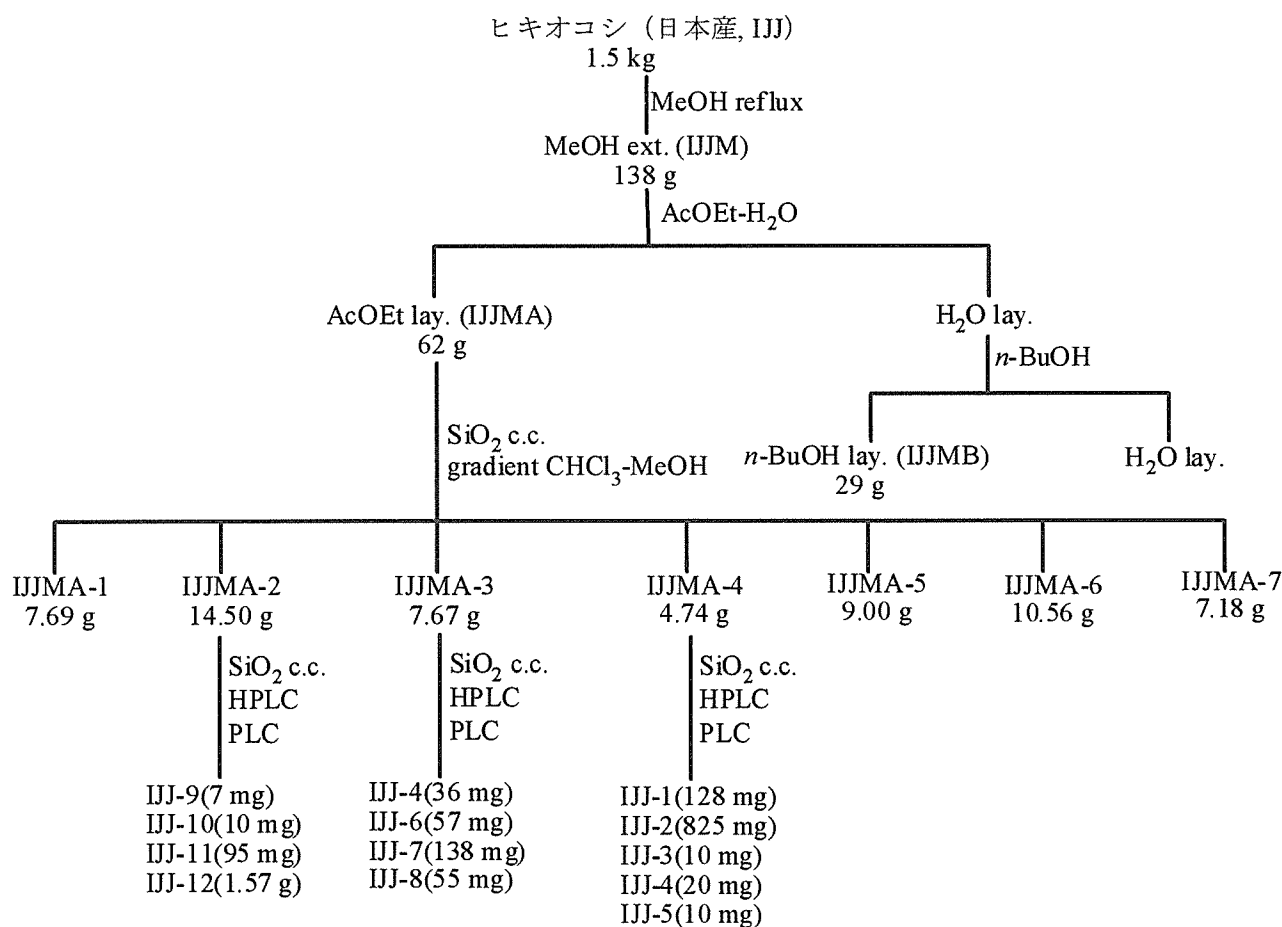 ヒキオコシ（日本産, IJJ）
1.5 kg
MeOH reflux
MeOH ext. (IJJM)
138 g
AcOEt-H₂O
AcOEt lay. (IJJMA)
62 g
H₂O lay.
n-BuOH
SiO₂ c.c.
gradient CHCl₃-MeOH
n-BuOH lay. (IJJMB)
29 g
H₂O lay.
IJJMA-1
7.69 g
IJJMA-2
14.50 g
IJJMA-3
7.67 g
IJJMA-4
4.74 g
IJJMA-5
9.00 g
IJJMA-6
10.56 g
IJJMA-7
7.18 g
SiO₂ c.c.
HPLC
PLC
SiO₂ c.c.
HPLC
PLC
SiO₂ c.c.
HPLC
PLC
IJJ-9(7 mg)
IJJ-10(10 mg)
IJJ-11(95 mg)
IJJ-12(1.57 g)
IJJ-4(36 mg)
IJJ-6(57 mg)
IJJ-7(138 mg)
IJJ-8(55 mg)
IJJ-1(128 mg)
IJJ-2(825 mg)
IJJ-3(10 mg)
IJJ-4(20 mg)
IJJ-5(10 mg)